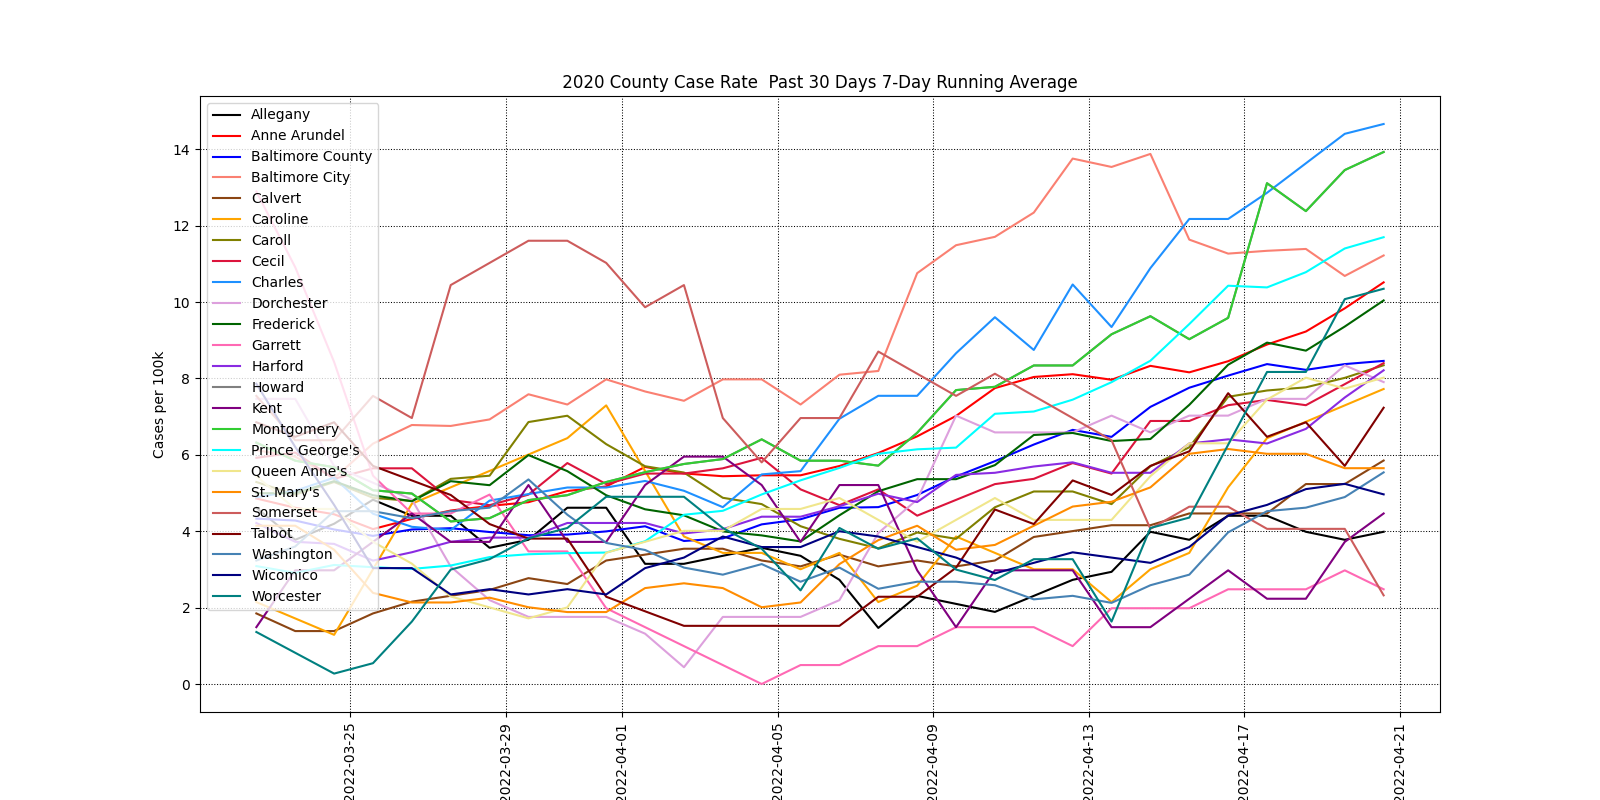 2020 County Case Rate  Past 30 Days 7-Day Running Average
Cases per 100k
14
12
10
8
6
4
2
0
Allegany
Anne Arundel
Baltimore County
Baltimore City
Calvert
Caroline
Caroll
Cecil
Charles
Dorchester
Frederick
Garrett
Harford
Howard
Kent
Montgomery
Prince George's
Queen Anne's
St. Mary's
Somerset
Talbot
Washington
Wicomico
Worcester
2022-03-25
2022-03-29
2022-04-01
2022-04-05
2022-04-09
2022-04-13
2022-04-17
2022-04-21